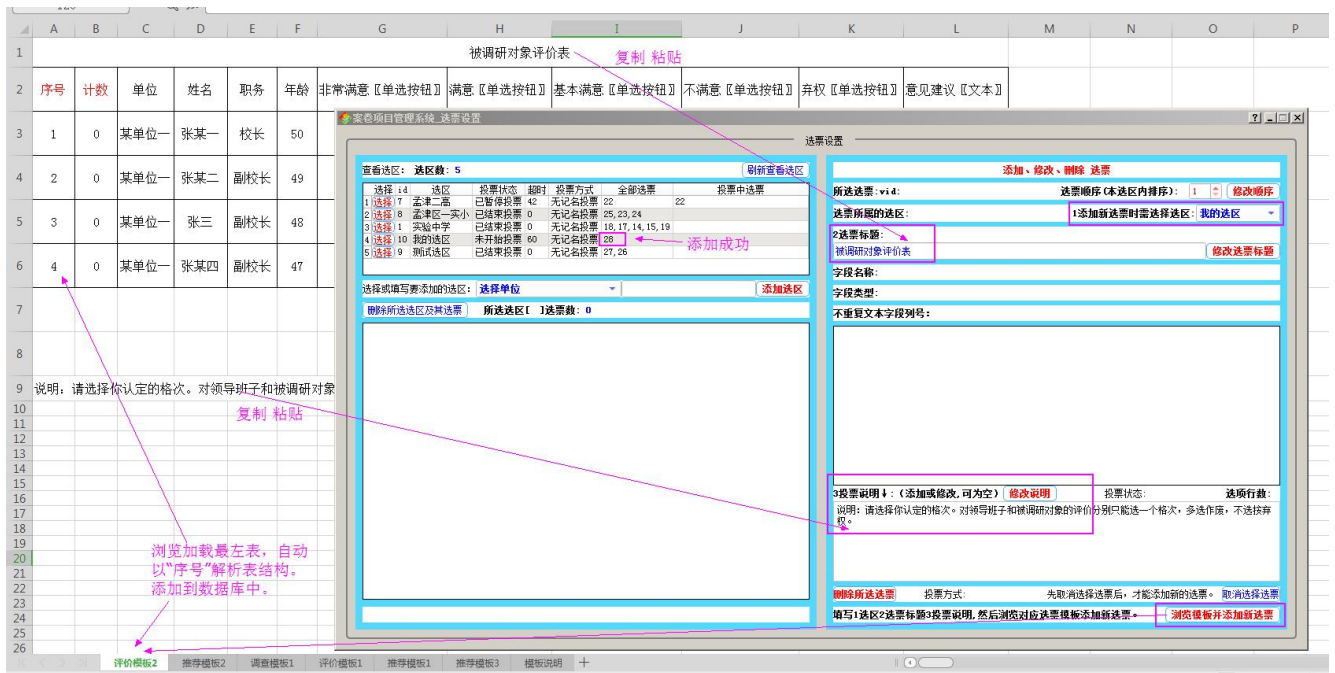 A B C D E F G H I J K L M N O P
1 被调研对象评价表
复制 粘贴
2 序号 计数 单位 姓名 职务 年龄 非常满意〖单选按钮〗 满意〖单选按钮〗 基本满意〖单选按钮〗 不满意〖单选按钮〗 弃权〖单选按钮〗 意见建议〖文本〗
3 1 0 某单位一 张某一 校长 50
4 2 0 某单位一 张某二 副校长 49
5 3 0 某单位一 张三 副校长 48
6 4 0 某单位一 张某四 副校长 47
7
8
9 说明：请选择你认定的格次。对领导班子和被调研对象
复制 粘贴
10
11
12
13
14
15
16
17
18
19
20
21
22
23
24
25
26
浏览加载最左表，自动
以“序号”解析表结构。
添加到数据库中。
案卷项目管理系统_选票设置
选票设置
查看选区: 选区数: 5 刷新查看选区
选择 id 选区 投票状态 超时 投票方式 全部选票 投票中选票
1 选择 7 孟津二高 已暂停投票 42 无记名投票 22 22
2 选择 8 孟津区一实小 已结束投票 0 无记名投票 25,23,24
3 选择 1 实验中学 已结束投票 0 无记名投票 18,17,14,15,19
4 选择 10 我的选区 未开始投票 60 无记名投票 28
5 选择 9 测试选区 已结束投票 0 无记名投票 27,26
添加成功
选择或填写要添加的选区: 选择单位 添加选区
删除所选选区及其选票 所选选区[ ]选票数: 0
添加、修改、删除 选票
所选选票:vid: 选票顺序(本选区内排序): 1 修改顺序
选票所属的选区: 1添加新选票时需选择选区: 我的选区
2选票标题:
被调研对象评价表 修改选票标题
字段名称:
字段类型:
不重复文本字段列号:
3投票说明↓:(添加或修改,可为空) 修改说明 投票状态: 选项行数:
说明: 请选择你认定的格次。对领导班子和被调研对象的评价分别只能选一个格次，多选作废，不选按弃
权。
删除所选选票 投票方式: 先取消选择选票后，才能添加新的选票。 取消选择选票
填写1选区2选票标题3投票说明,然后浏览对应选票模板添加新选票。 浏览模板并添加新选票
评价模板2 推荐模板2 调查模板1 评价模板1 推荐模板1 推荐模板3 模板说明